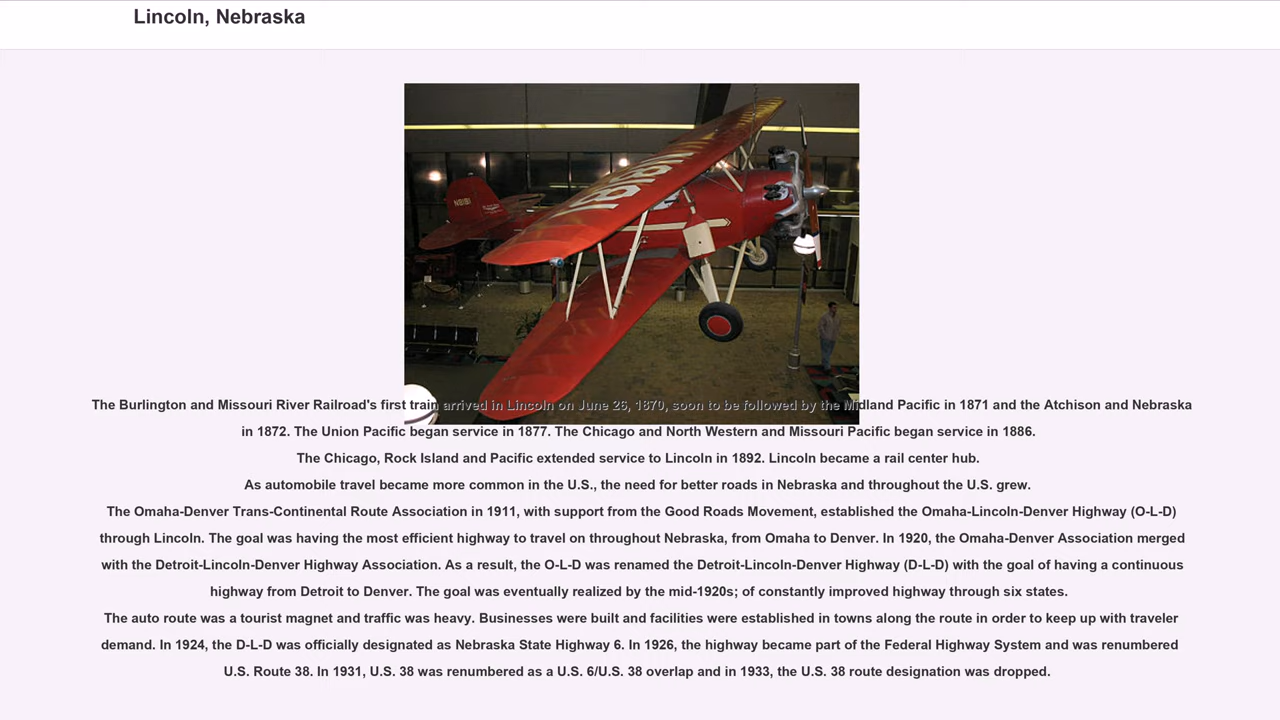 Lincoln, Nebraska
N8181
The Burlington and Missouri River Railroad's first train arrived in Lincoln on June 26, 1870, soon to be followed by the Midland Pacific in 1871 and the Atchison and Nebraska
in 1872. The Union Pacific began service in 1877. The Chicago and North Western and Missouri Pacific began service in 1886.
The Chicago, Rock Island and Pacific extended service to Lincoln in 1892. Lincoln became a rail center hub.
As automobile travel became more common in the U.S., the need for better roads in Nebraska and throughout the U.S. grew.
The Omaha-Denver Trans-Continental Route Association in 1911, with support from the Good Roads Movement, established the Omaha-Lincoln-Denver Highway (O-L-D)
through Lincoln. The goal was having the most efficient highway to travel on throughout Nebraska, from Omaha to Denver. In 1920, the Omaha-Denver Association merged
with the Detroit-Lincoln-Denver Highway Association. As a result, the O-L-D was renamed the Detroit-Lincoln-Denver Highway (D-L-D) with the goal of having a continuous
highway from Detroit to Denver. The goal was eventually realized by the mid-1920s; of constantly improved highway through six states.
The auto route was a tourist magnet and traffic was heavy. Businesses were built and facilities were established in towns along the route in order to keep up with traveler
demand. In 1924, the D-L-D was officially designated as Nebraska State Highway 6. In 1926, the highway became part of the Federal Highway System and was renumbered
U.S. Route 38. In 1931, U.S. 38 was renumbered as a U.S. 6/U.S. 38 overlap and in 1933, the U.S. 38 route designation was dropped.